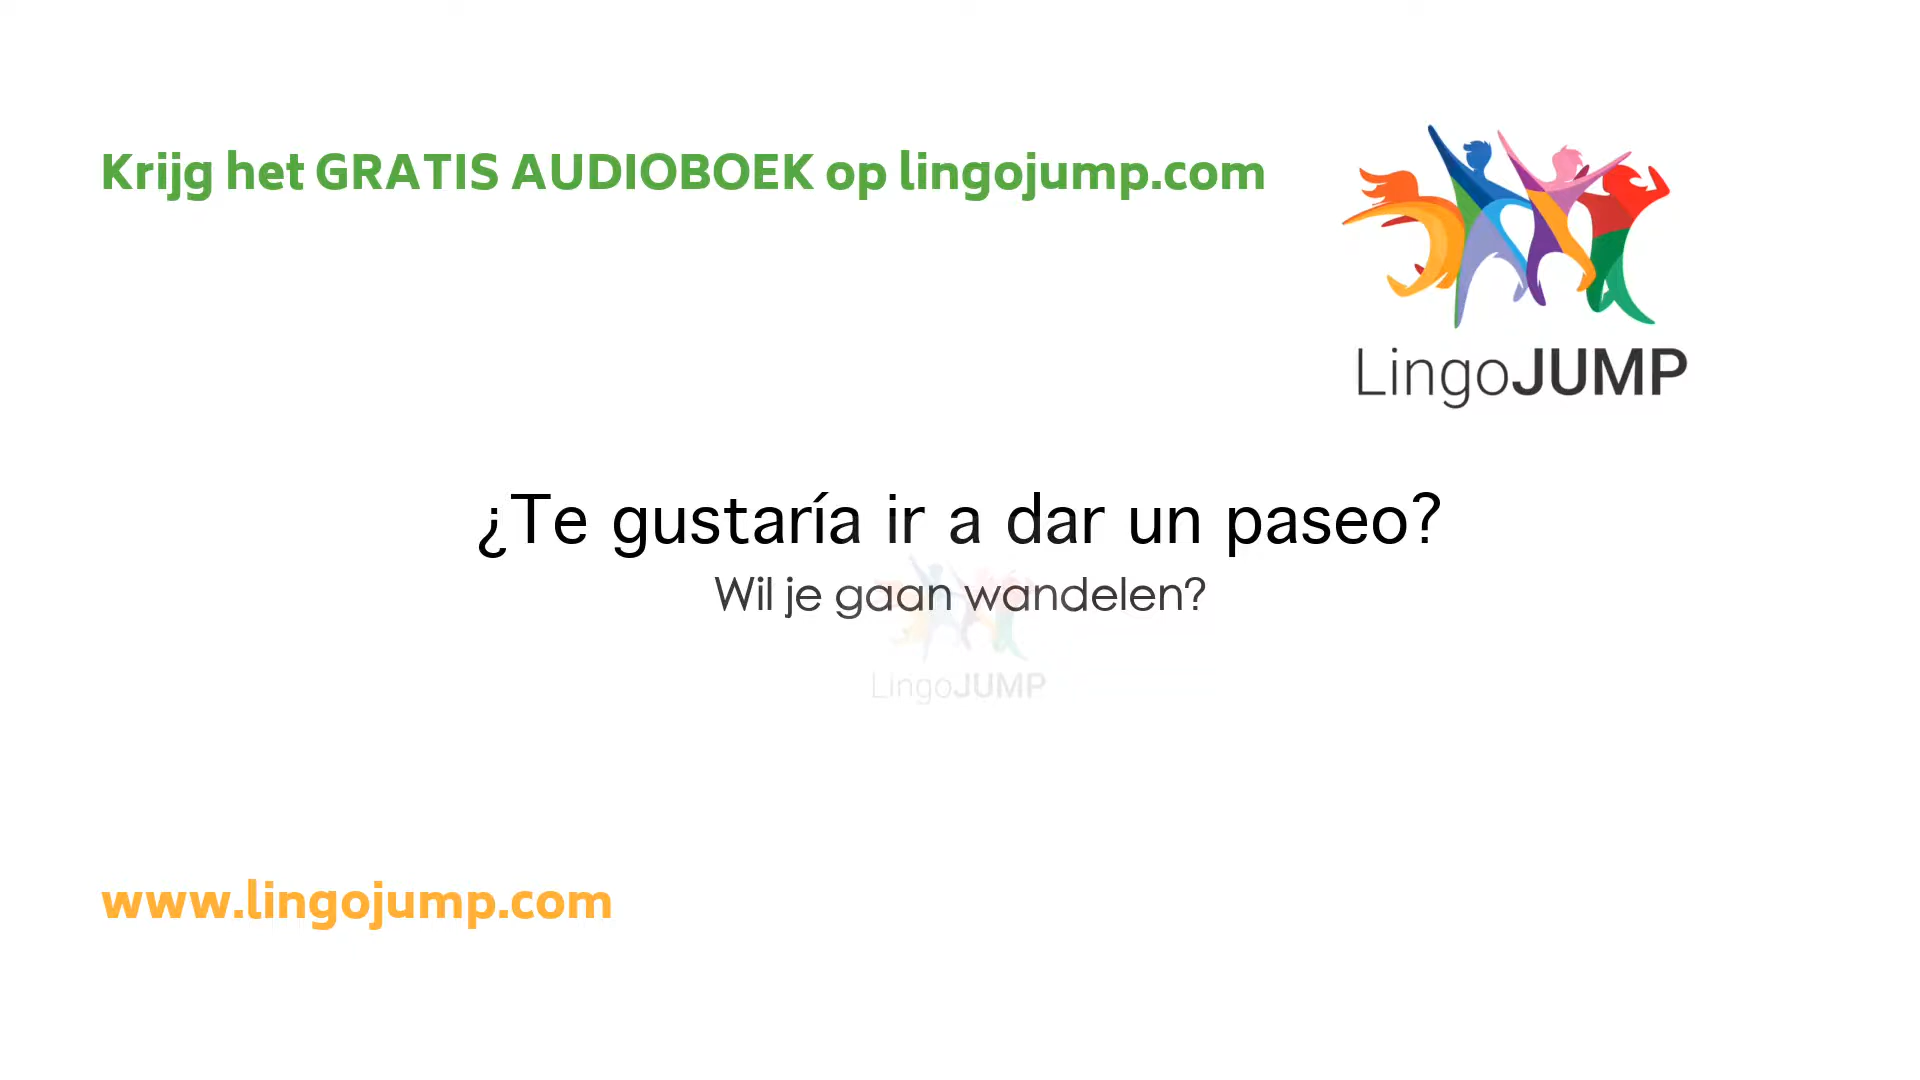 Krijg het GRATIS AUDIOBOEK op lingojump.com
LingoJUMP
¿Te gustaría ir a dar un paseo?
Wil je gaan wandelen?
LingoJUMP
www.lingojump.com